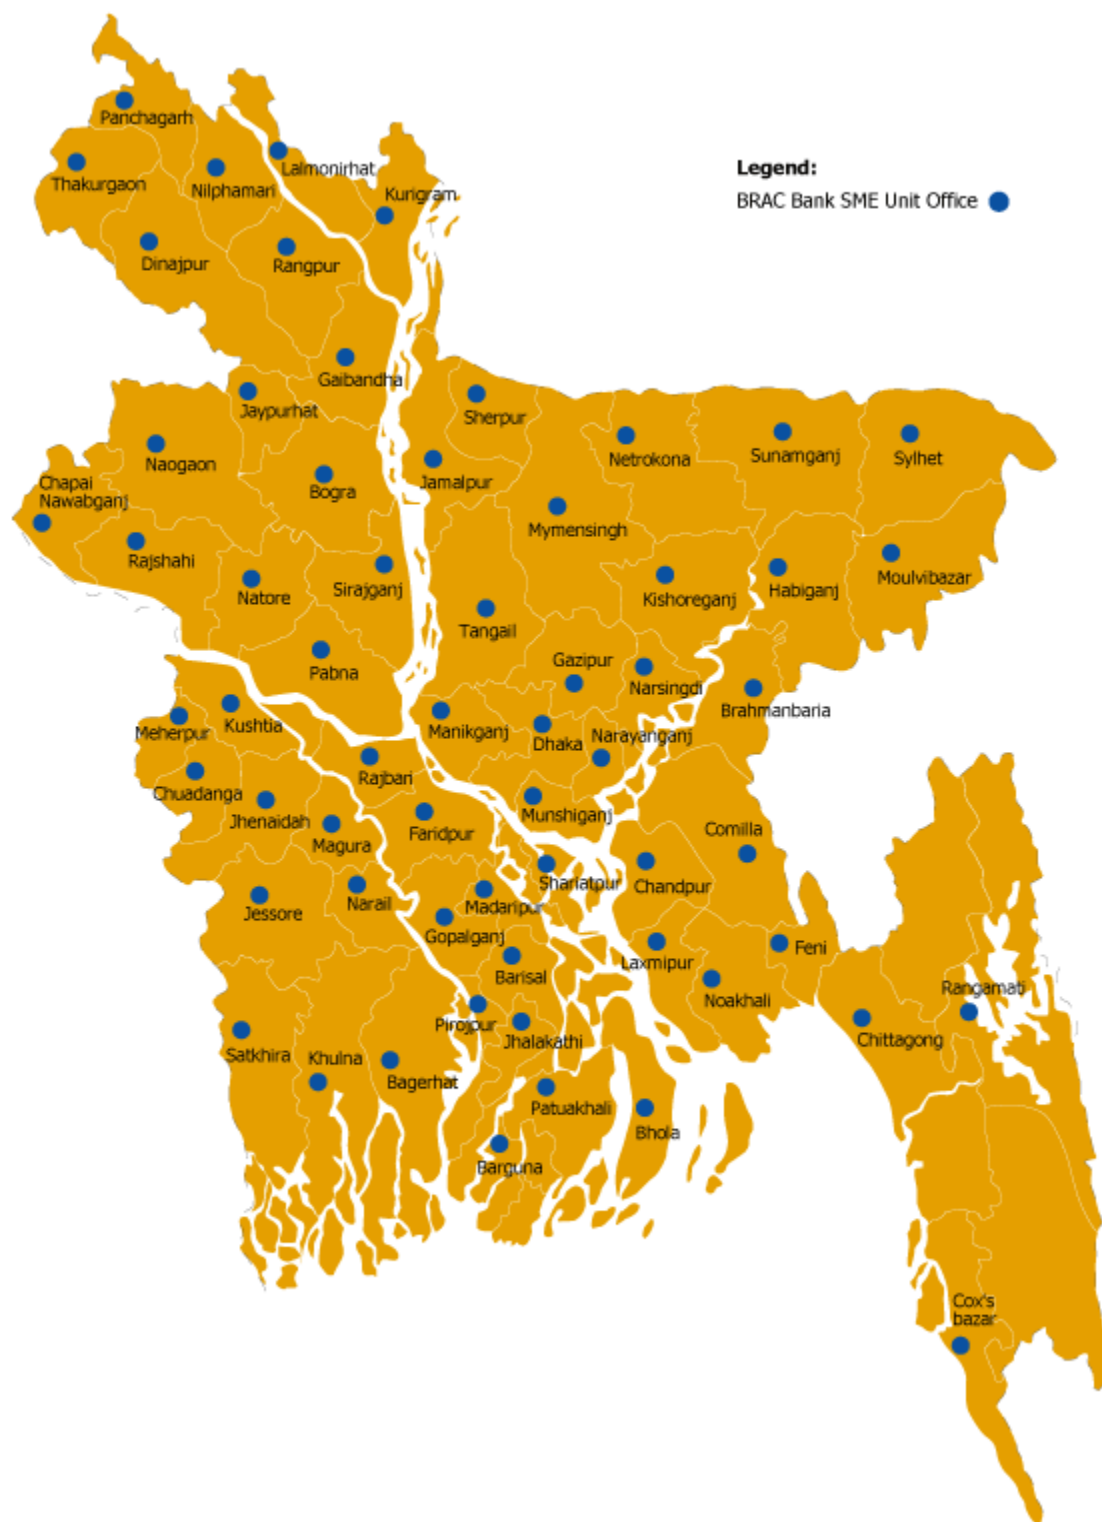 Panchagarh
Legend:
Lalmonirhat
Thakurgaon
Nilphamari
Kurigram
BRAC Bank SME Unit Office
Dinajpur
Rangpur
Gaibandha
Jaypurhat
Sherpur
Naogaon
Netrokona
Sunamganj
Sylhet
Chapai
Nawabganj
Bogra
Jamalpur
Mymensingh
Rajshahi
Natore
Sirajganj
Kishoreganj
Habiganj
Moulvibazar
Tangail
Pabna
Gazipur
Narsingdi
Brahmanbaria
Meherpur
Kushtia
Manikganj
Dhaka
Narayanganj
Rajbari
Chuadanga
Jhenaidah
Magura
Faridpur
Munshiganj
Comilla
Jessore
Narail
Madaripur
Shariatpur
Chandpur
Gopalganj
Barisal
Laxmipur
Feni
Noakhali
Rangamati
Pirojpur
Jhalakathi
Chittagong
Satkhira
Khulna
Bagerhat
Patuakhali
Bhola
Barguna
Cox's
bazar